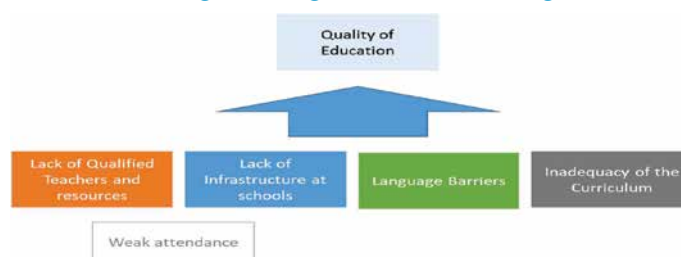 Quality of
Education
Lack of Qualified
Teachers and
resources
Lack of
Infrastructure at
schools
Language Barriers
Inadequacy of the
Curriculum
Weak attendance